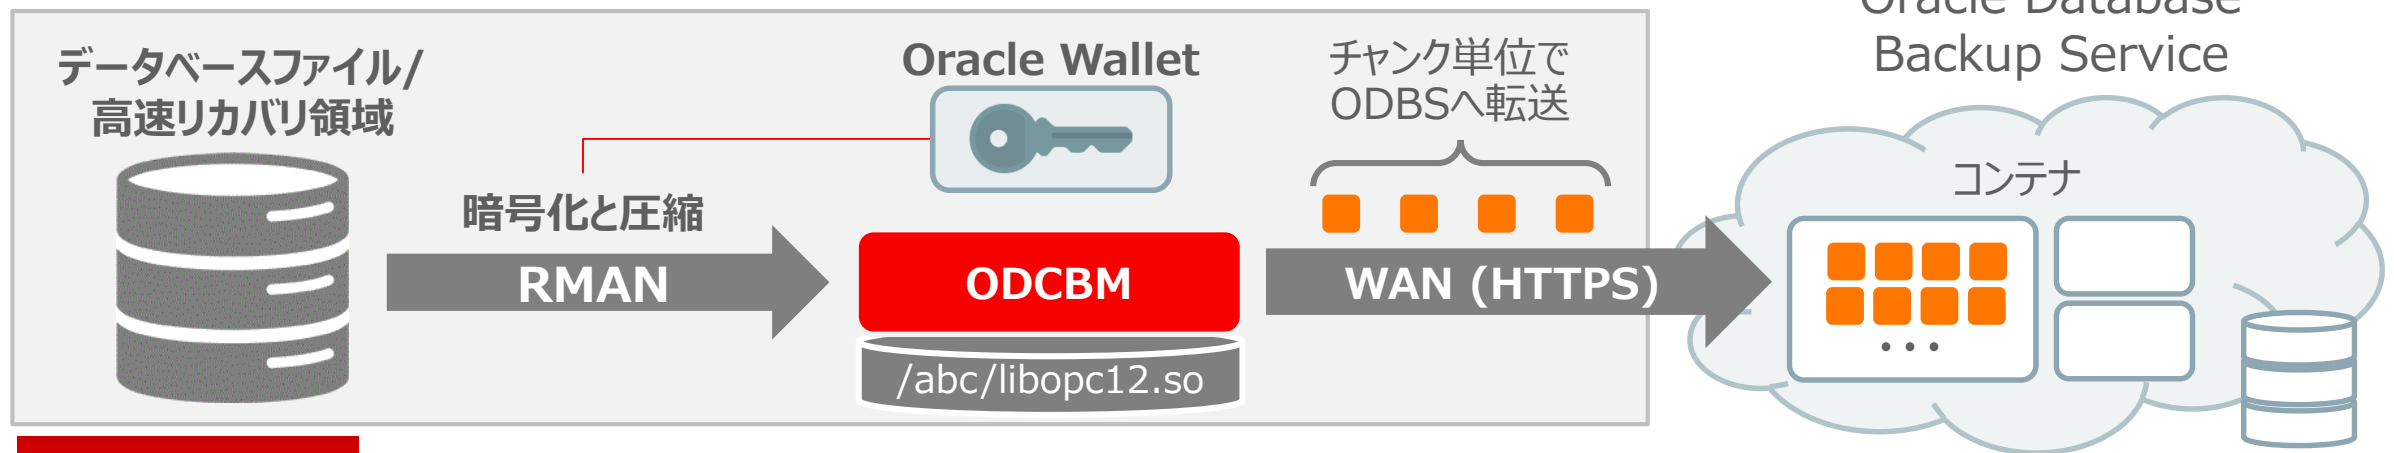 データベースファイル/
高速リカバリ領域
暗号化と圧縮
RMAN
Oracle Wallet
ODCBM
/abc/libopc12.so
チャンク単位で
ODBSへ転送
WAN (HTTPS)
Oracle Database
Backup Service
コンテナ
...